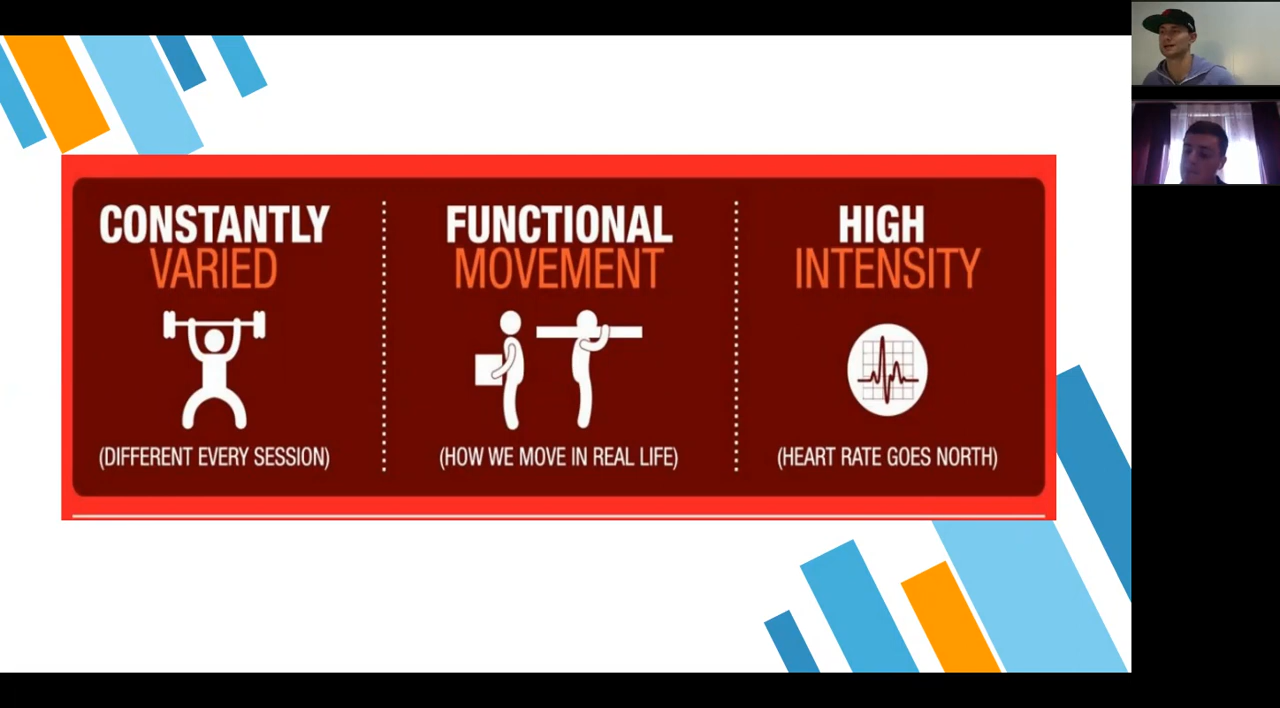 CONSTANTLY
VARIED
(DIFFERENT EVERY SESSION)
FUNCTIONAL
MOVEMENT
(HOW WE MOVE IN REAL LIFE)
HIGH
INTENSITY
(HEART RATE GOES NORTH)